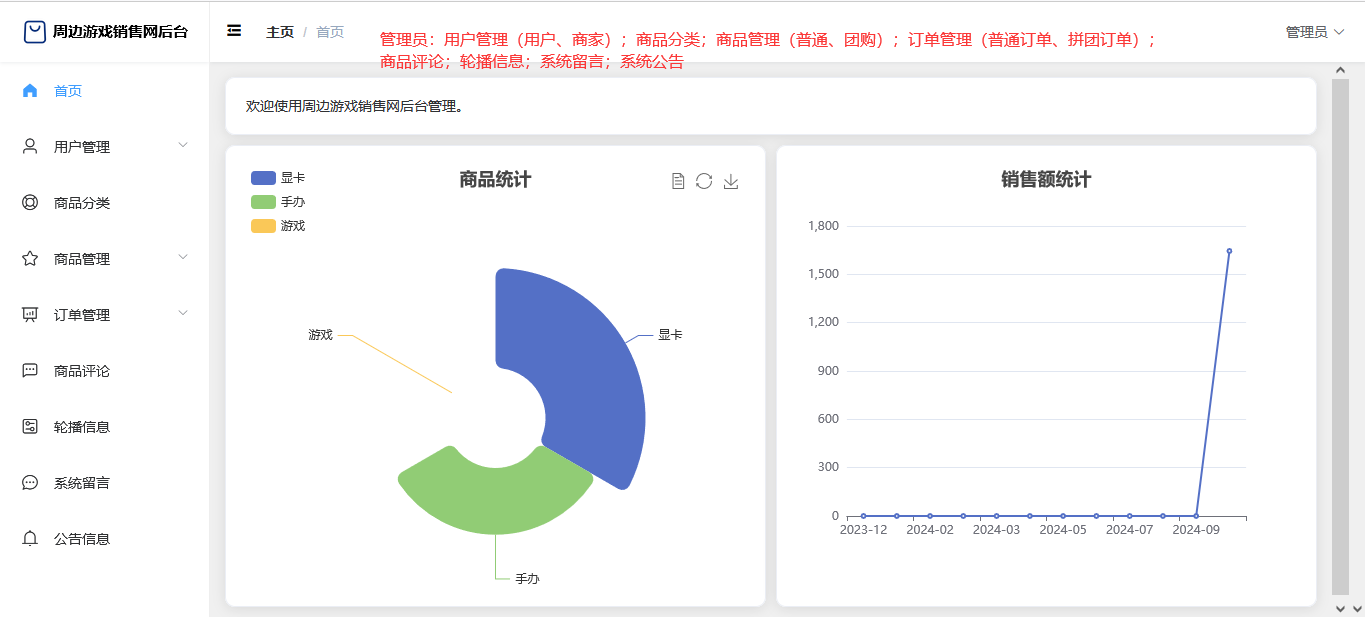 周边游戏销售网后台
主页 / 首页
管理员：用户管理（用户、商家）；商品分类；商品管理（普通、团购）；订单管理（普通订单、拼团订单）；
商品评论；轮播信息；系统留言；系统公告
管理员
首页
用户管理
商品分类
商品管理
订单管理
商品评论
轮播信息
系统留言
公告信息
欢迎使用周边游戏销售网后台管理。
商品统计
显卡
手办
游戏
游戏
显卡
手办
销售额统计
1,800
1,500
1,200
900
600
300
0
2023-12 2024-02 2024-03 2024-05 2024-07 2024-09